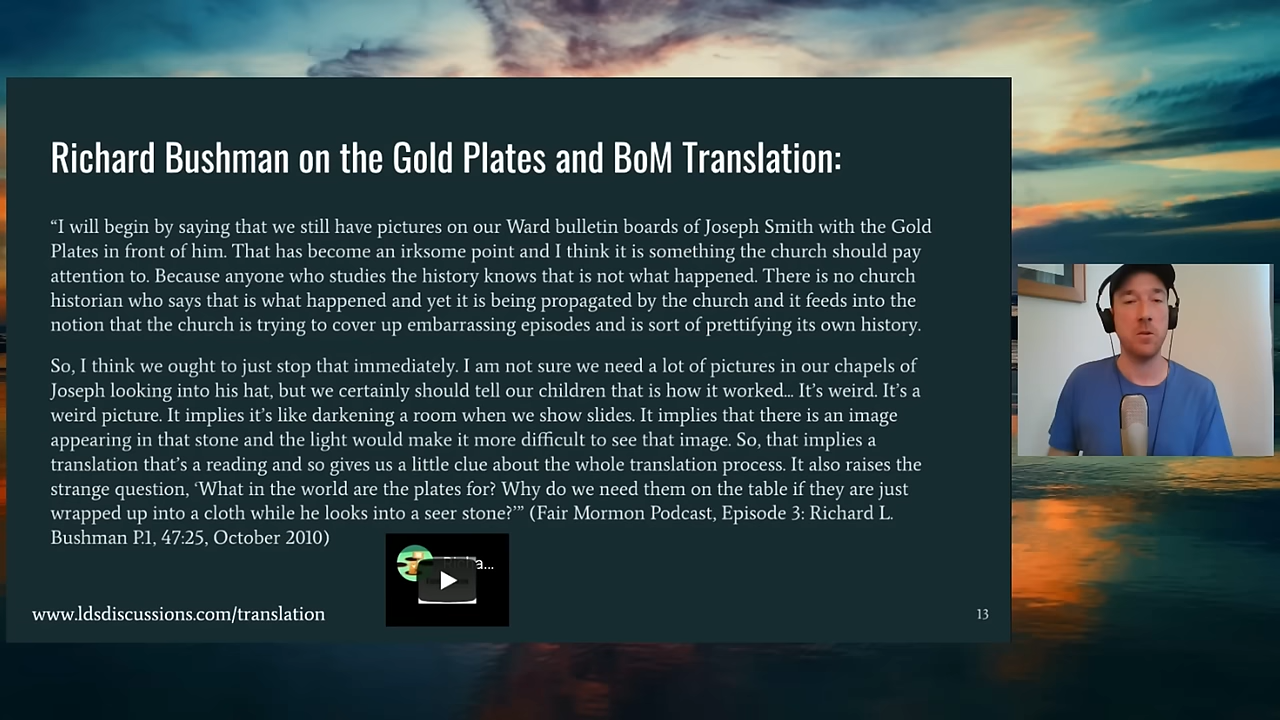 Richard Bushman on the Gold Plates and BoM Translation:
“I will begin by saying that we still have pictures on our Ward bulletin boards of Joseph Smith with the Gold
Plates in front of him. That has become an irksome point and I think it is something the church should pay
attention to. Because anyone who studies the history knows that is not what happened. There is no church
historian who says that is what happened and yet it is being propagated by the church and it feeds into the
notion that the church is trying to cover up embarrassing episodes and is sort of prettifying its own history.
So, I think we ought to just stop that immediately. I am not sure we need a lot of pictures in our chapels of
Joseph looking into his hat, but we certainly should tell our children that is how it worked... It’s weird. It’s a
weird picture. It implies it’s like darkening a room when we show slides. It implies that there is an image
appearing in that stone and the light would make it more difficult to see that image. So, that implies a
translation that’s a reading and so gives us a little clue about the whole translation process. It also raises the
strange question, ‘What in the world are the plates for? Why do we need them on the table if they are just
wrapped up into a cloth while he looks into a seer stone?’” (Fair Mormon Podcast, Episode 3: Richard L.
Bushman P.1, 47:25, October 2010)
www.ldsdiscussions.com/translation
13